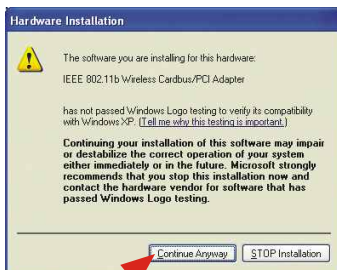 Hardware Installation
The software you are installing for this hardware:
IEEE 802.11b Wireless Cardbus/PCI Adapter
has not passed Windows Logo testing to verify its compatibility
with Windows XP. (Tell me why this testing is important.)
Continuing your installation of this software may impair
or destabilize the correct operation of your system
either immediately or in the future. Microsoft strongly
recommends that you stop this installation now and
contact the hardware vendor for software that has
passed Windows Logo testing.
Continue Anyway
STOP Installation